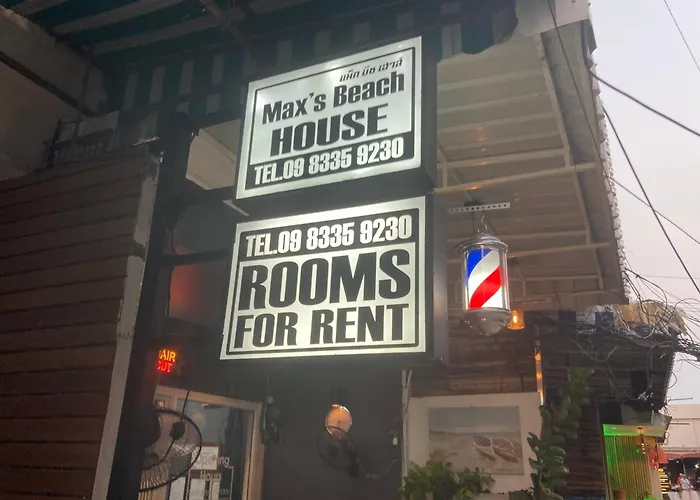 แม็ก บีช เฮาส์
Max's Beach
HOUSE
TEL.09 8335 9230
TEL.09 8335 9230
ROOMS
FOR RENT
HAIR
CUT
Hours